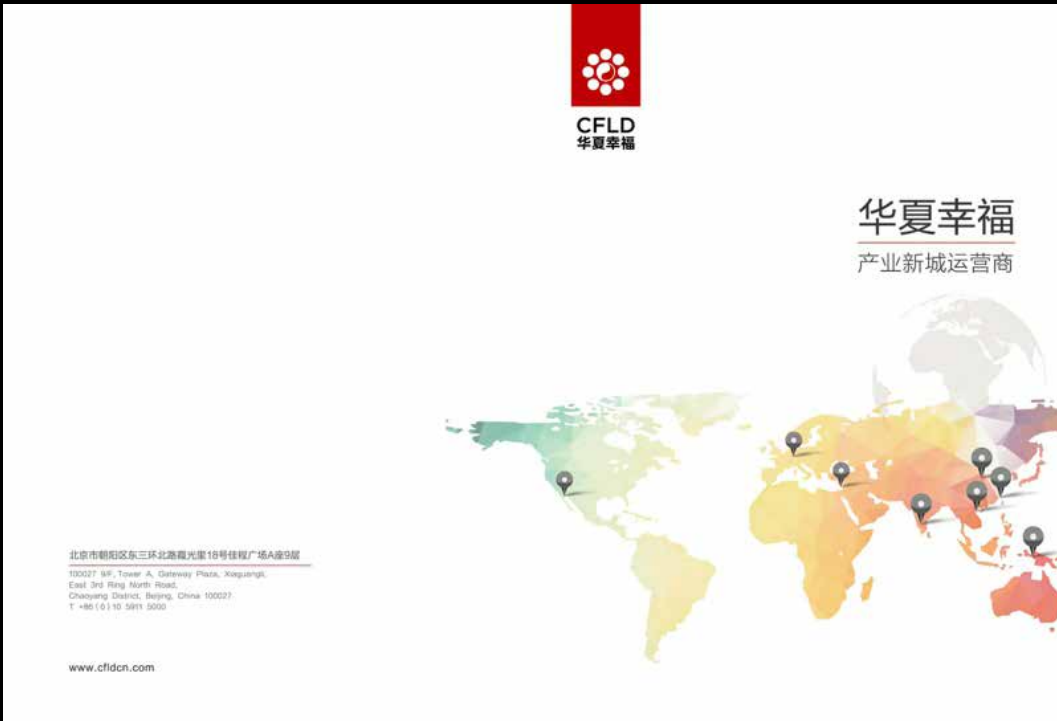 CFLD
华夏幸福
华夏幸福
产业新城运营商
北京市朝阳区东三环北路霞光里18号佳程广场A座9层
100027 9/F, Tower A, Gateway Plaza, Xiaguangli,
East 3rd Ring North Road,
Chaoyang District, Beijing, China 100027
T +86 ( 0 ) 10 5911 5000
www.cfldcn.com